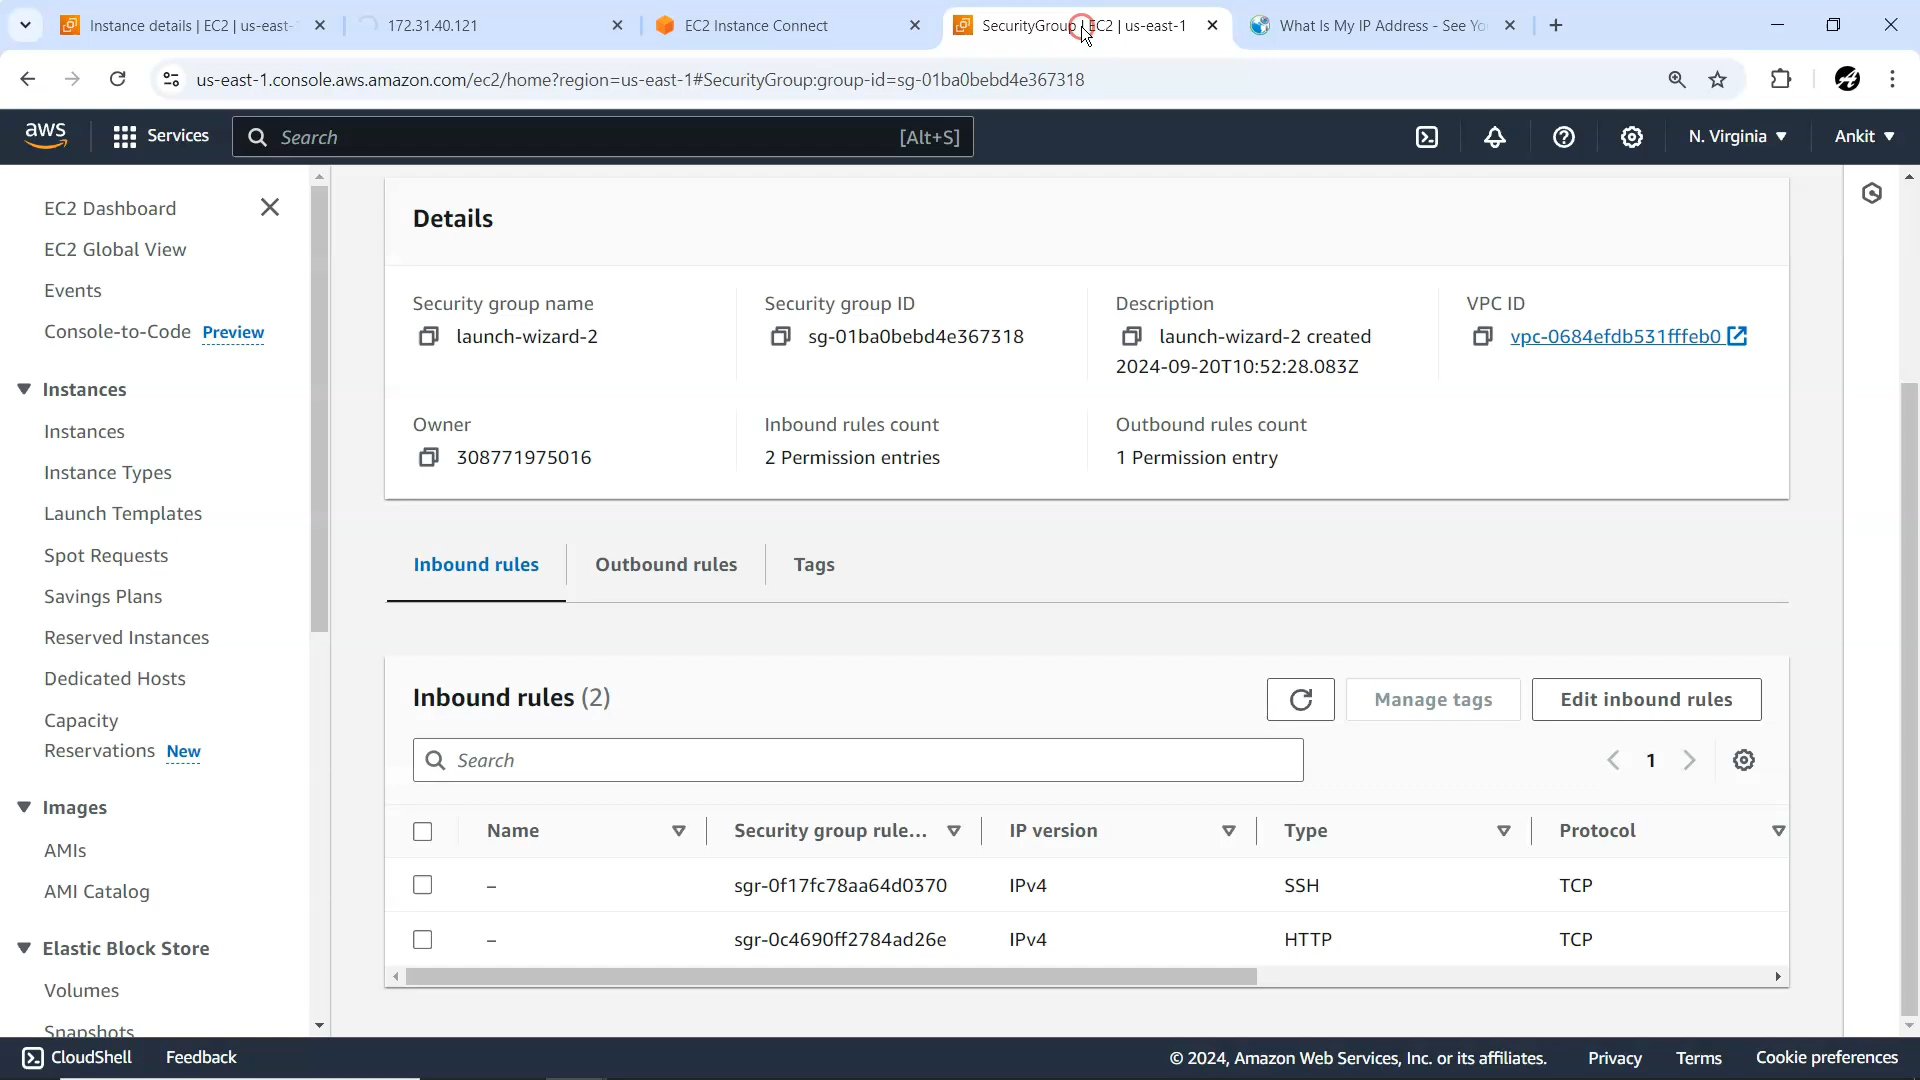 Instance details | EC2 | us-east-
172.31.40.121
EC2 Instance Connect
SecurityGroup | EC2 | us-east-1
What Is My IP Address - See Yo
us-east-1.console.aws.amazon.com/ec2/home?region=us-east-1#SecurityGroup:group-id=sg-01ba0bebd4e367318
aws
Services
Search
[Alt+S]
N. Virginia
Ankit
EC2 Dashboard
EC2 Global View
Events
Console-to-Code Preview
Instances
Instances
Instance Types
Launch Templates
Spot Requests
Savings Plans
Reserved Instances
Dedicated Hosts
Capacity
Reservations New
Images
AMIs
AMI Catalog
Elastic Block Store
Volumes
Snapshots
Details
Security group name
launch-wizard-2
Security group ID
sg-01ba0bebd4e367318
Description
launch-wizard-2 created
2024-09-20T10:52:28.083Z
VPC ID
vpc-0684efdb531fffeb0
Owner
308771975016
Inbound rules count
2 Permission entries
Outbound rules count
1 Permission entry
Inbound rules
Outbound rules
Tags
Inbound rules (2)
Manage tags
Edit inbound rules
Search
1
Name
Security group rule...
IP version
Type
Protocol
– sgr-0f17fc78aa64d0370 IPv4 SSH TCP
– sgr-0c4690ff2784ad26e IPv4 HTTP TCP
CloudShell
Feedback
© 2024, Amazon Web Services, Inc. or its affiliates.
Privacy
Terms
Cookie preferences